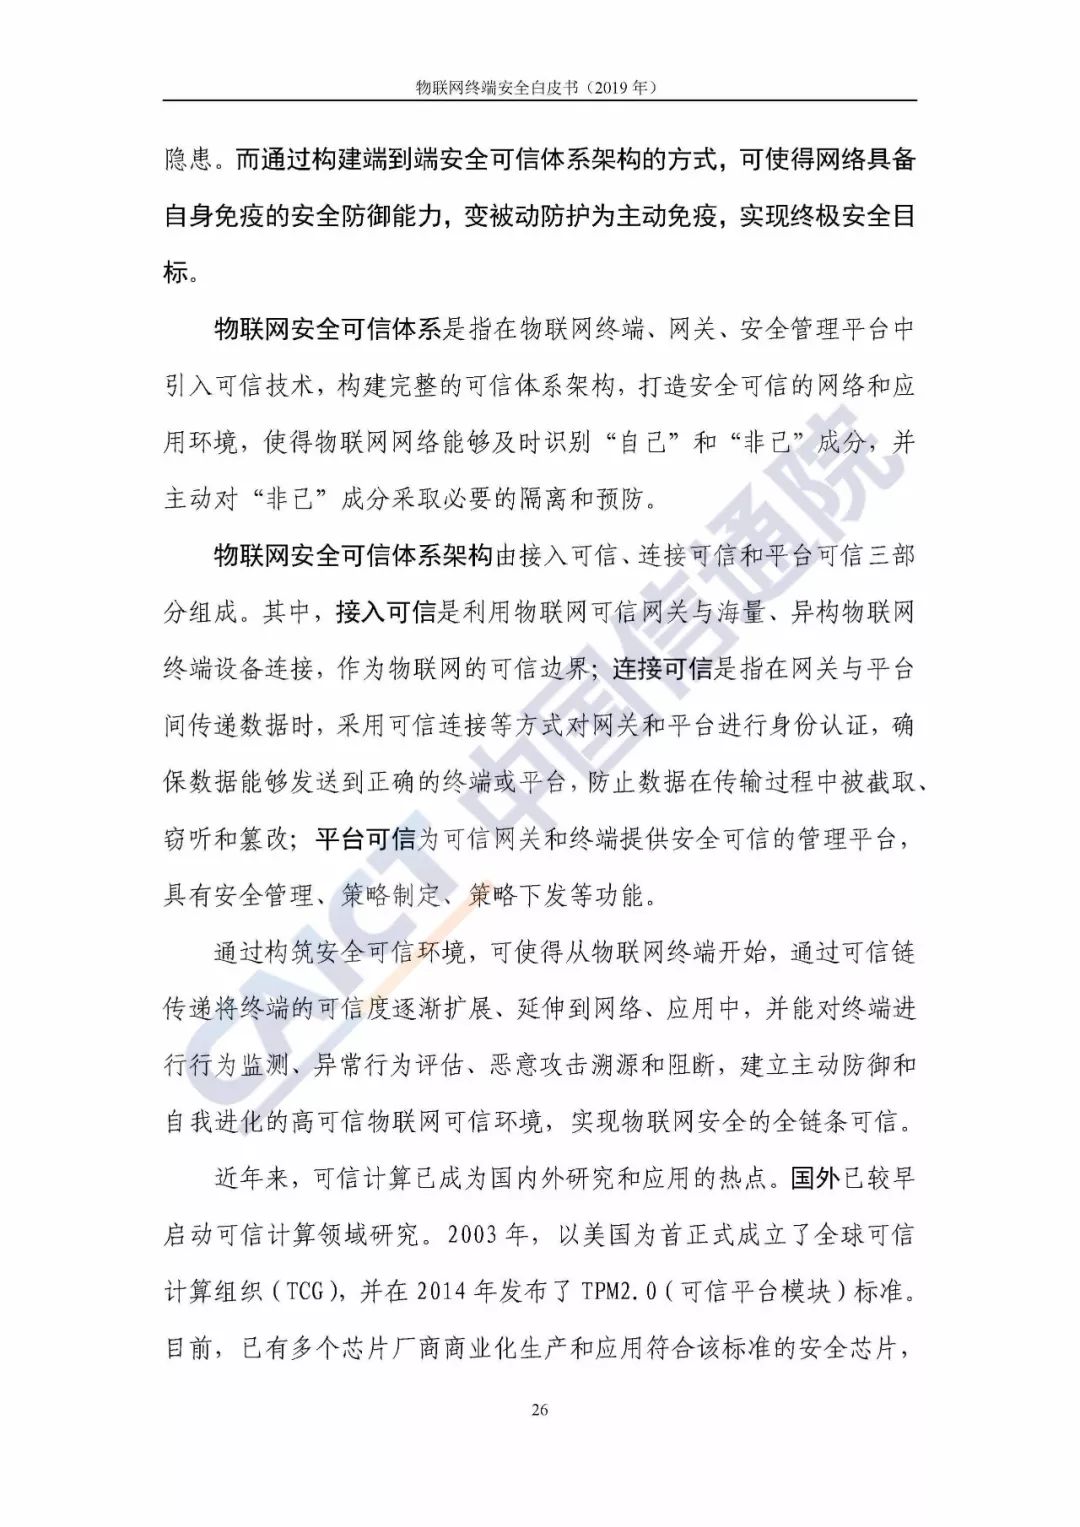 物联网终端安全白皮书（2019 年）
隐患。而通过构建端到端安全可信体系架构的方式，可使得网络具备
自身免疫的安全防御能力，变被动防护为主动免疫，实现终极安全目
标。
物联网安全可信体系是指在物联网终端、网关、安全管理平台中
引入可信技术，构建完整的可信体系架构，打造安全可信的网络和应
用环境，使得物联网网络能够及时识别“自己”和“非己”成分，并
主动对“非己”成分采取必要的隔离和预防。
物联网安全可信体系架构由接入可信、连接可信和平台可信三部
分组成。其中，接入可信是利用物联网可信网关与海量、异构物联网
终端设备连接，作为物联网的可信边界；连接可信是指在网关与平台
间传递数据时，采用可信连接等方式对网关和平台进行身份认证，确
保数据能够发送到正确的终端或平台，防止数据在传输过程中被截取、
窃听和篡改；平台可信为可信网关和终端提供安全可信的管理平台，
具有安全管理、策略制定、策略下发等功能。
通过构筑安全可信环境，可使得从物联网终端开始，通过可信链
传递将终端的可信度逐渐扩展、延伸到网络、应用中，并能对终端进
行行为监测、异常行为评估、恶意攻击溯源和阻断，建立主动防御和
自我进化的高可信物联网可信环境，实现物联网安全的全链条可信。
近年来，可信计算已成为国内外研究和应用的热点。国外已较早
启动可信计算领域研究。2003 年，以美国为首正式成立了全球可信
计算组织（TCG），并在 2014 年发布了 TPM2.0（可信平台模块）标准。
目前，已有多个芯片厂商商业化生产和应用符合该标准的安全芯片，
26
CAICT 中国信通院